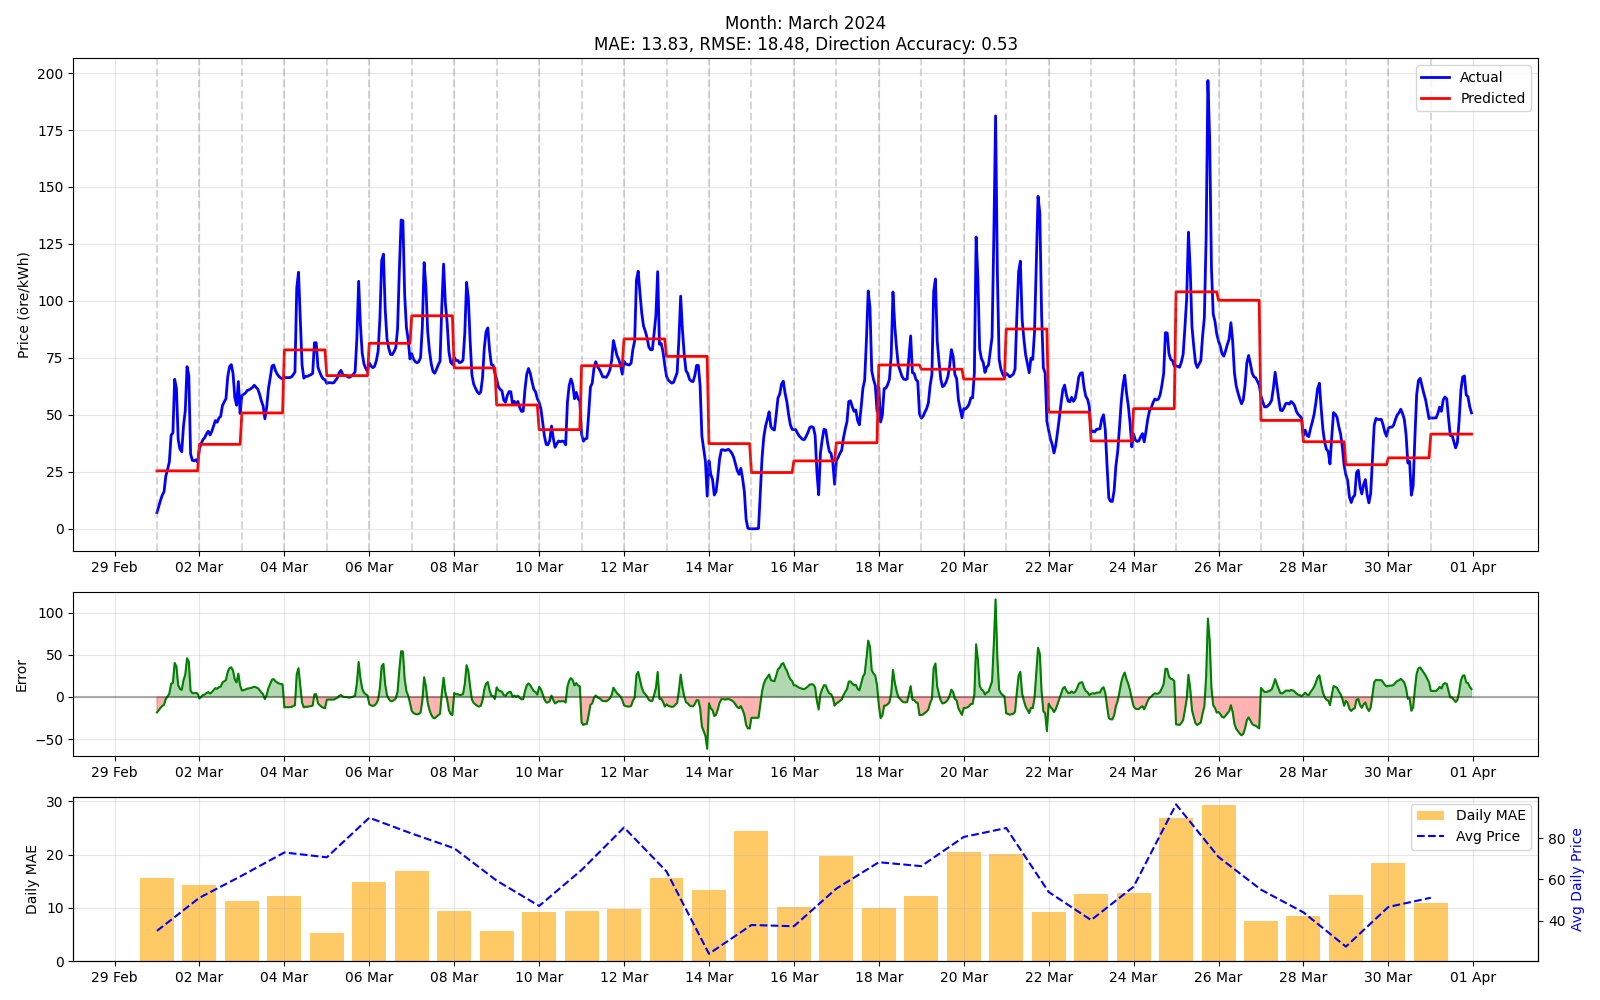 Month: March 2024
MAE: 13.83, RMSE: 18.48, Direction Accuracy: 0.53
Price (öre/kWh)
200
175
150
125
100
75
50
25
0
Actual
Predicted
29 Feb
02 Mar
04 Mar
06 Mar
08 Mar
10 Mar
12 Mar
14 Mar
16 Mar
18 Mar
20 Mar
22 Mar
24 Mar
26 Mar
28 Mar
30 Mar
01 Apr
Error
100
50
0
−50
29 Feb
02 Mar
04 Mar
06 Mar
08 Mar
10 Mar
12 Mar
14 Mar
16 Mar
18 Mar
20 Mar
22 Mar
24 Mar
26 Mar
28 Mar
30 Mar
01 Apr
Daily MAE
30
20
10
0
Daily MAE
Avg Price
80
60
40
Avg Daily Price
29 Feb
02 Mar
04 Mar
06 Mar
08 Mar
10 Mar
12 Mar
14 Mar
16 Mar
18 Mar
20 Mar
22 Mar
24 Mar
26 Mar
28 Mar
30 Mar
01 Apr